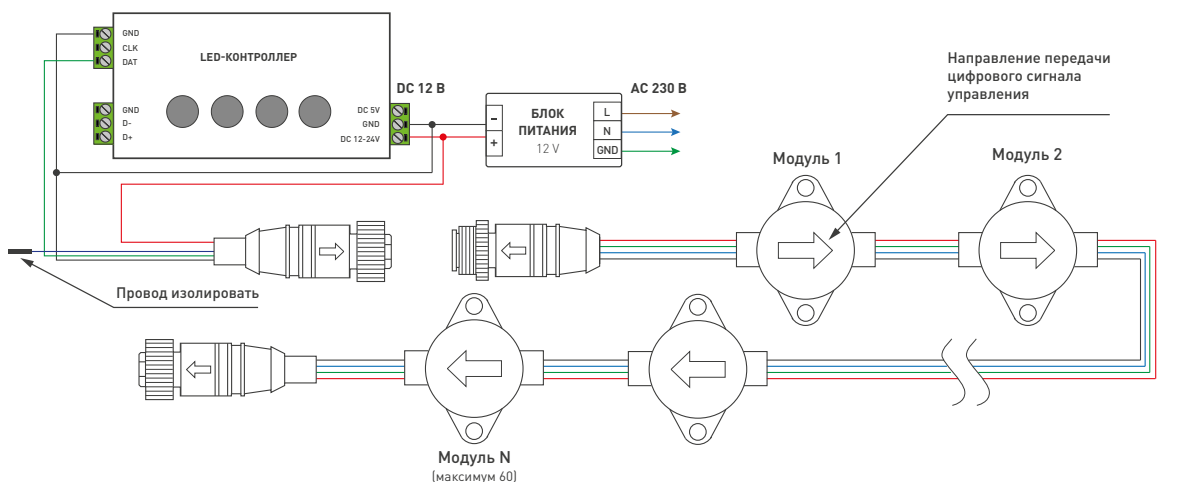 GND
CLK
DAT
LED-КОНТРОЛЛЕР
GND
D-
D+
DC 5V
GND
DC 12-24V
DC 12 В
–
+
БЛОК
ПИТАНИЯ
12 V
L
N
GND
AC 230 В
Направление передачи
цифрового сигнала
управления
Модуль 1
Модуль 2
Провод изолировать
Модуль N
(максимум 60)